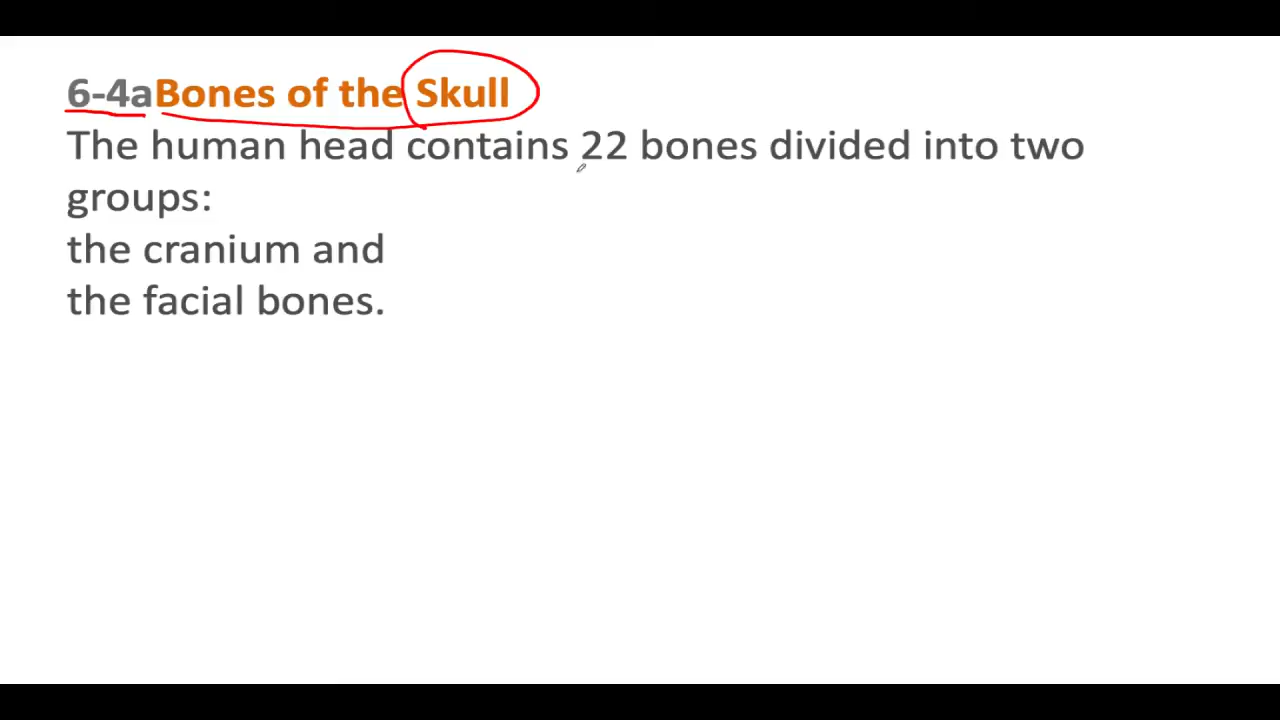 6-4aBones of the Skull
The human head contains 22 bones divided into two
groups:
the cranium and
the facial bones.